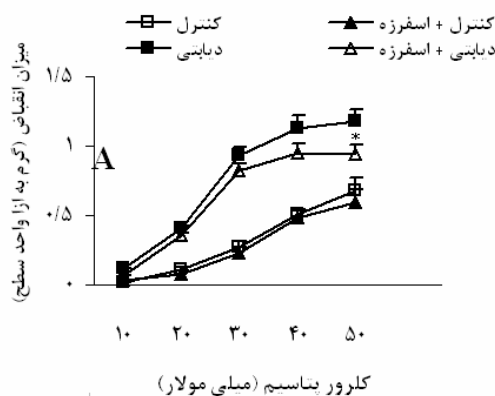 کنترل
کنترل + اسفرزه
دیابتی
دیابتی + اسفرزه
میزان انقباض (گرم به ازا واحد سطح)
۱/۵
۱
۰/۵
۰
A
*
۱۰ ۲۰ ۳۰ ۴۰ ۵۰
کلرور پتاسیم (میلی مولار)